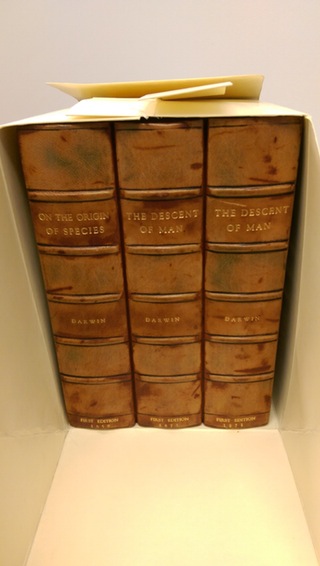 ON THE ORIGIN
OF SPECIES
DARWIN
FIRST EDITION
THE DESCENT
OF MAN
DARWIN
FIRST EDITION
THE DESCENT
OF MAN
DARWIN
FIRST EDITION